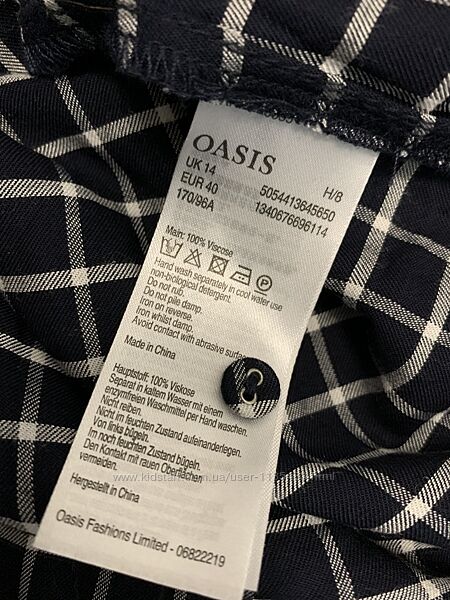 OASIS
UK 14
EUR 40
170/96A
H/8
5054413645650
1340676696114
Main: 100% Viscose
Hand wash separately in cool water use
non-biological detergent.
Do not rub.
Do not pile damp.
Iron on reverse.
Iron whilst damp.
Avoid contact with abrasive
Made in China
Hauptstoff: 100% Viskose
Separat in kaltem Wasser mit einem
enzymfreien Waschmittel per Hand waschen.
Nicht reiben.
Nicht im feuchten Zustand aufeinanderlegen.
Von links bügeln.
Im noch feuchten Zustand bügeln.
Den Kontakt mit rauen Oberflächen
vermeiden.
Hergestellt in China
Oasis Fashions Limited - 06822219